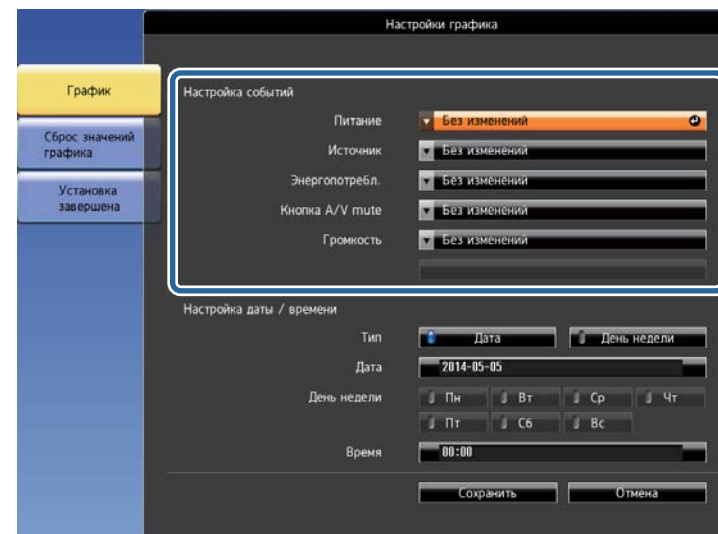 Настройки графика
График
Сброс значений
графика
Установка
завершена
Настройка событий
Питание Без изменений
Источник Без изменений
Энергопотребл. Без изменений
Кнопка A/V mute Без изменений
Громкость Без изменений
Настройка даты / времени
Тип Дата День недели
Дата 2014-05-05
День недели Пн Вт Ср Чт
Пт Сб Вс
Время 00:00
Сохранить Отмена